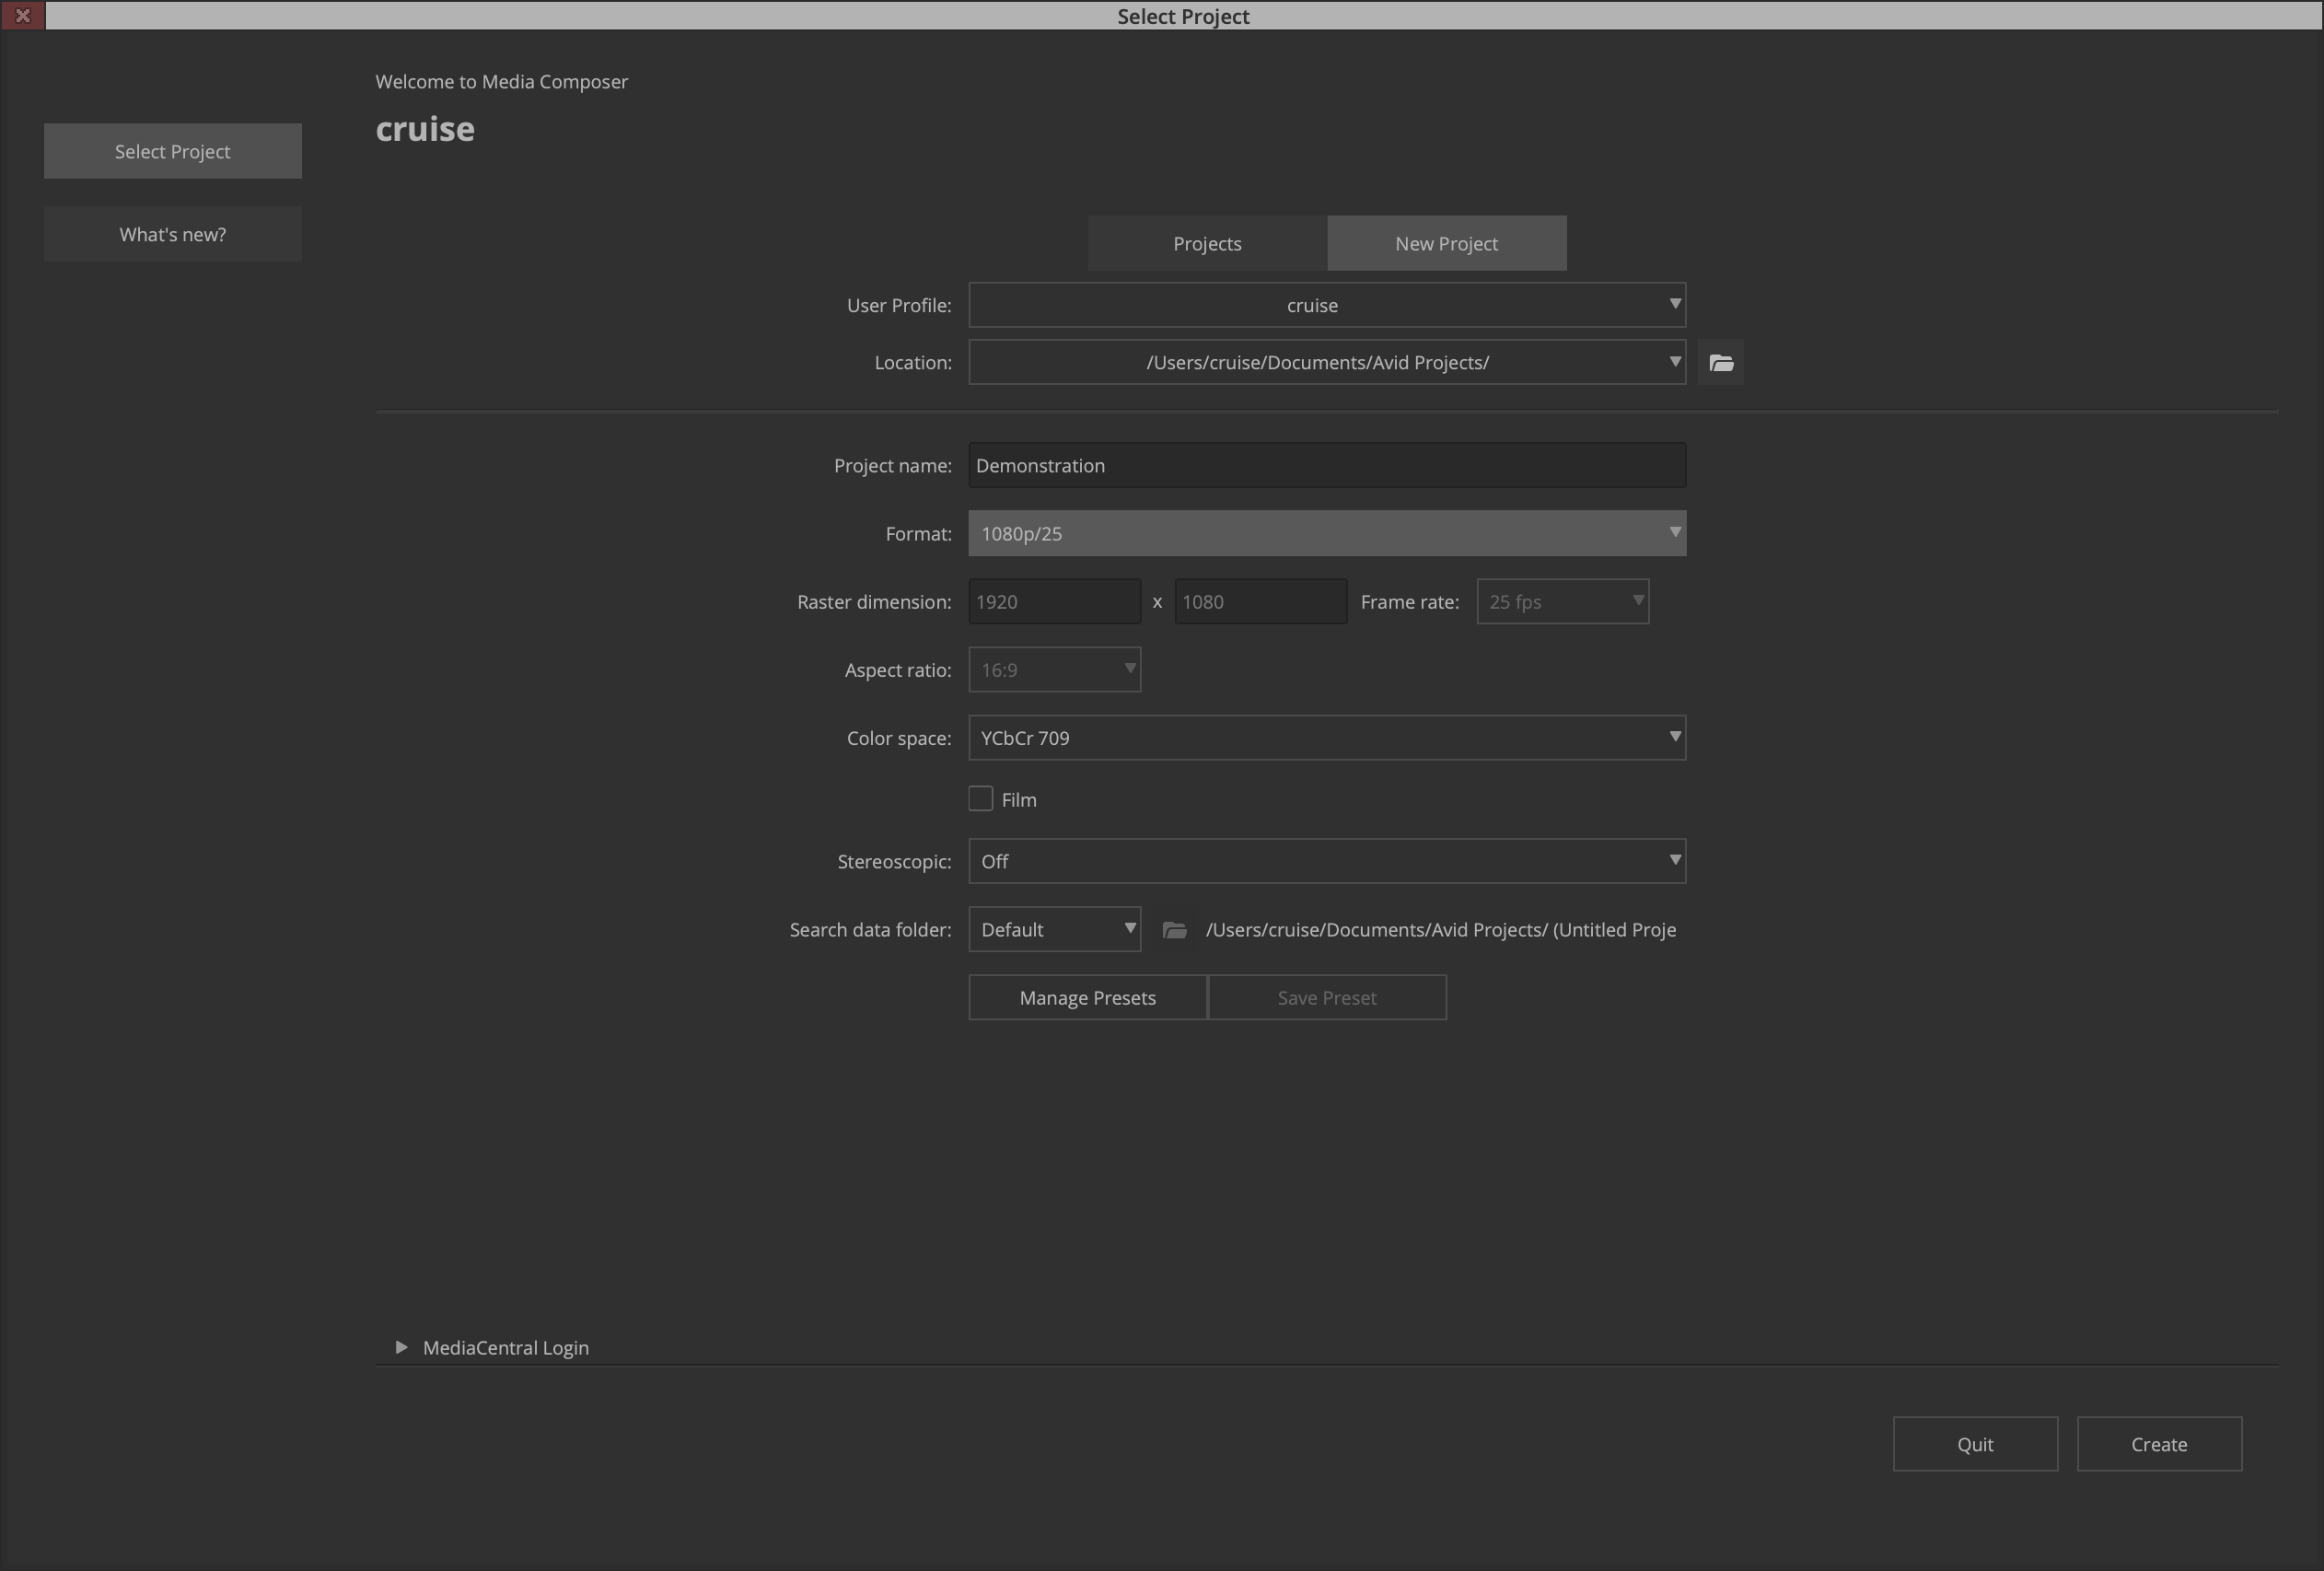 Select Project
Welcome to Media Composer
cruise
Select Project
What's new?
Projects
New Project
User Profile: cruise
Location: /Users/cruise/Documents/Avid Projects/
Project name: Demonstration
Format: 1080p/25
Raster dimension: 1920 x 1080 Frame rate: 25 fps
Aspect ratio: 16:9
Color space: YCbCr 709
Film
Stereoscopic: Off
Search data folder: Default /Users/cruise/Documents/Avid Projects/ (Untitled Proje
Manage Presets Save Preset
MediaCentral Login
Quit Create